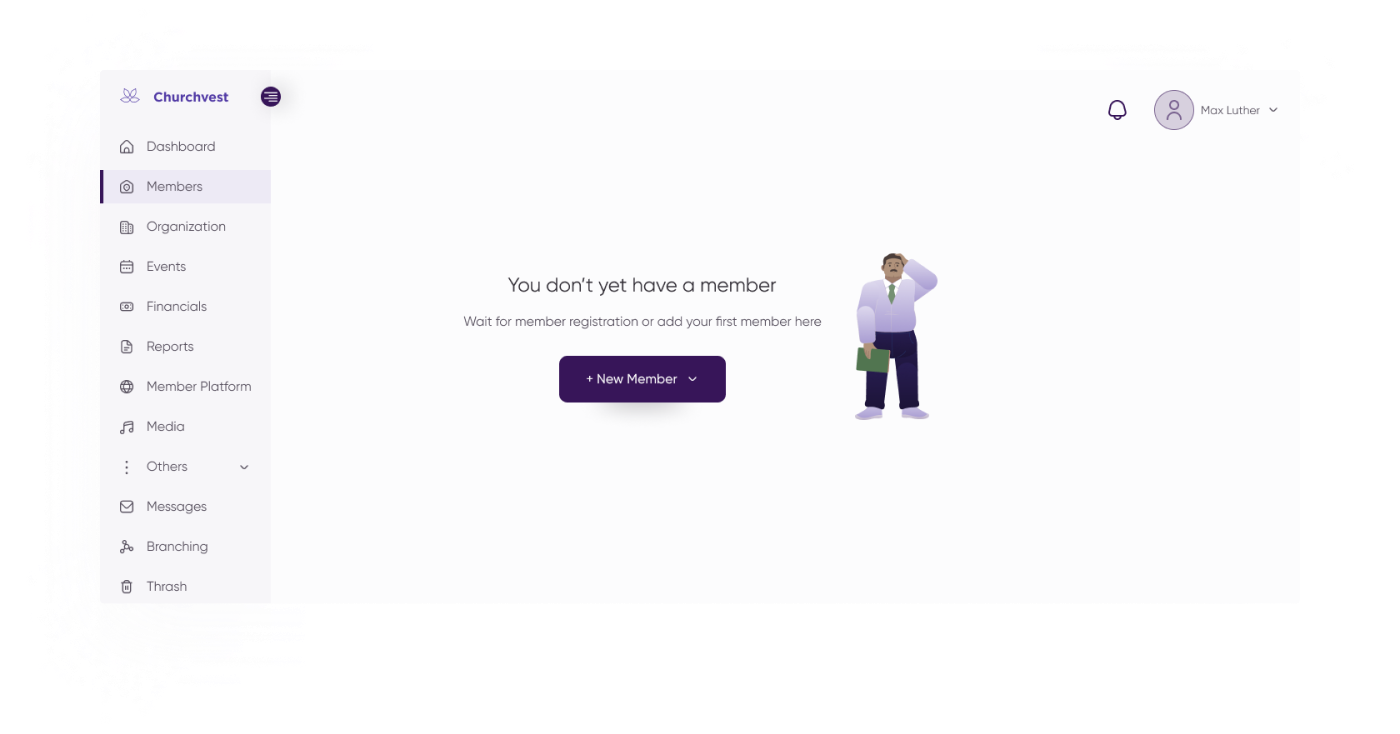 Churchvest
Max Luther
Dashboard
Members
Organization
Events
Financials
Reports
Member Platform
Media
Others
Messages
Branching
Thrash
You don’t yet have a member
Wait for member registration or add your first member here
+ New Member